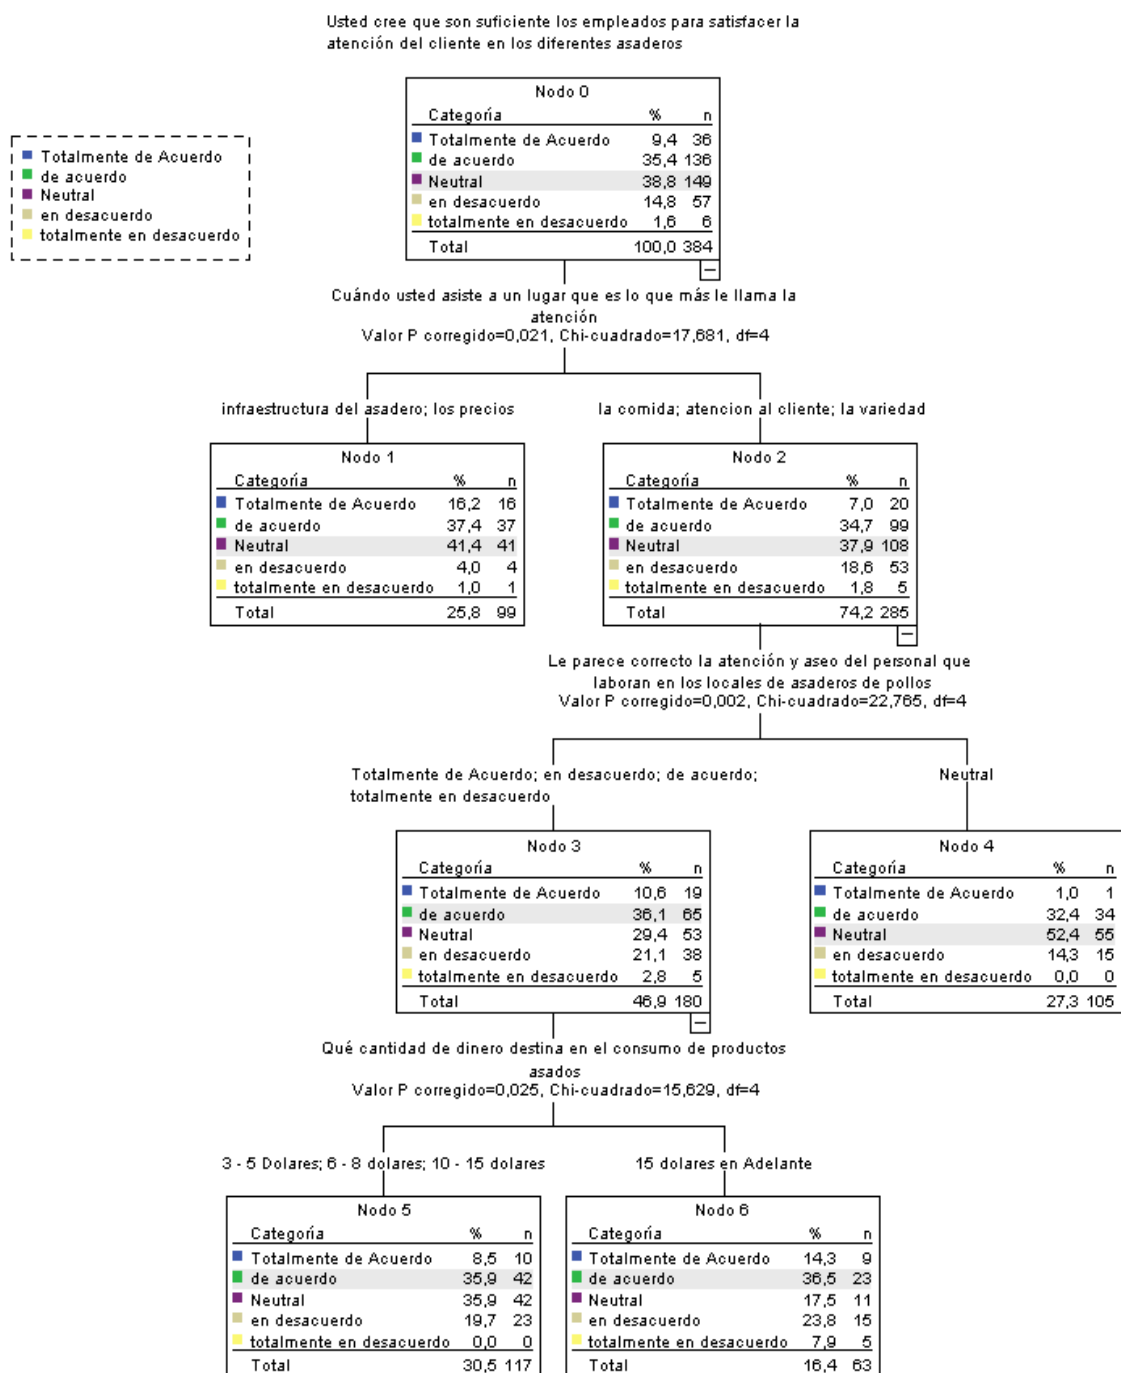 Usted cree que son suficiente los empleados para satisfacer la
atención del cliente en los diferentes asaderos
Totalmente de Acuerdo
de acuerdo
Neutral
en desacuerdo
totalmente en desacuerdo
Nodo 0
Categoría % n
Totalmente de Acuerdo 9,4 36
de acuerdo 35,4 136
Neutral 38,8 149
en desacuerdo 14,8 57
totalmente en desacuerdo 1,6 6
Total 100,0 384
Cuándo usted asiste a un lugar que es lo que más le llama la
atención
Valor P corregido=0,021, Chi-cuadrado=17,681, df=4
infraestructura del asadero; los precios
la comida; atencion al cliente; la variedad
Nodo 1
Categoría % n
Totalmente de Acuerdo 16,2 16
de acuerdo 37,4 37
Neutral 41,4 41
en desacuerdo 4,0 4
totalmente en desacuerdo 1,0 1
Total 25,8 99
Nodo 2
Categoría % n
Totalmente de Acuerdo 7,0 20
de acuerdo 34,7 99
Neutral 37,9 108
en desacuerdo 18,6 53
totalmente en desacuerdo 1,8 5
Total 74,2 285
Le parece correcto la atención y aseo del personal que
laboran en los locales de asaderos de pollos
Valor P corregido=0,002, Chi-cuadrado=22,765, df=4
Totalmente de Acuerdo; en desacuerdo; de acuerdo;
totalmente en desacuerdo
Neutral
Nodo 3
Categoría % n
Totalmente de Acuerdo 10,6 19
de acuerdo 36,1 65
Neutral 29,4 53
en desacuerdo 21,1 38
totalmente en desacuerdo 2,8 5
Total 46,9 180
Nodo 4
Categoría % n
Totalmente de Acuerdo 1,0 1
de acuerdo 32,4 34
Neutral 52,4 55
en desacuerdo 14,3 15
totalmente en desacuerdo 0,0 0
Total 27,3 105
Qué cantidad de dinero destina en el consumo de productos
asados
Valor P corregido=0,025, Chi-cuadrado=15,629, df=4
3 - 5 Dolares; 6 - 8 dolares; 10 - 15 dolares
15 dolares en Adelante
Nodo 5
Categoría % n
Totalmente de Acuerdo 8,5 10
de acuerdo 35,9 42
Neutral 35,9 42
en desacuerdo 19,7 23
totalmente en desacuerdo 0,0 0
Total 30,5 117
Nodo 6
Categoría % n
Totalmente de Acuerdo 14,3 9
de acuerdo 36,5 23
Neutral 17,5 11
en desacuerdo 23,8 15
totalmente en desacuerdo 7,9 5
Total 16,4 63